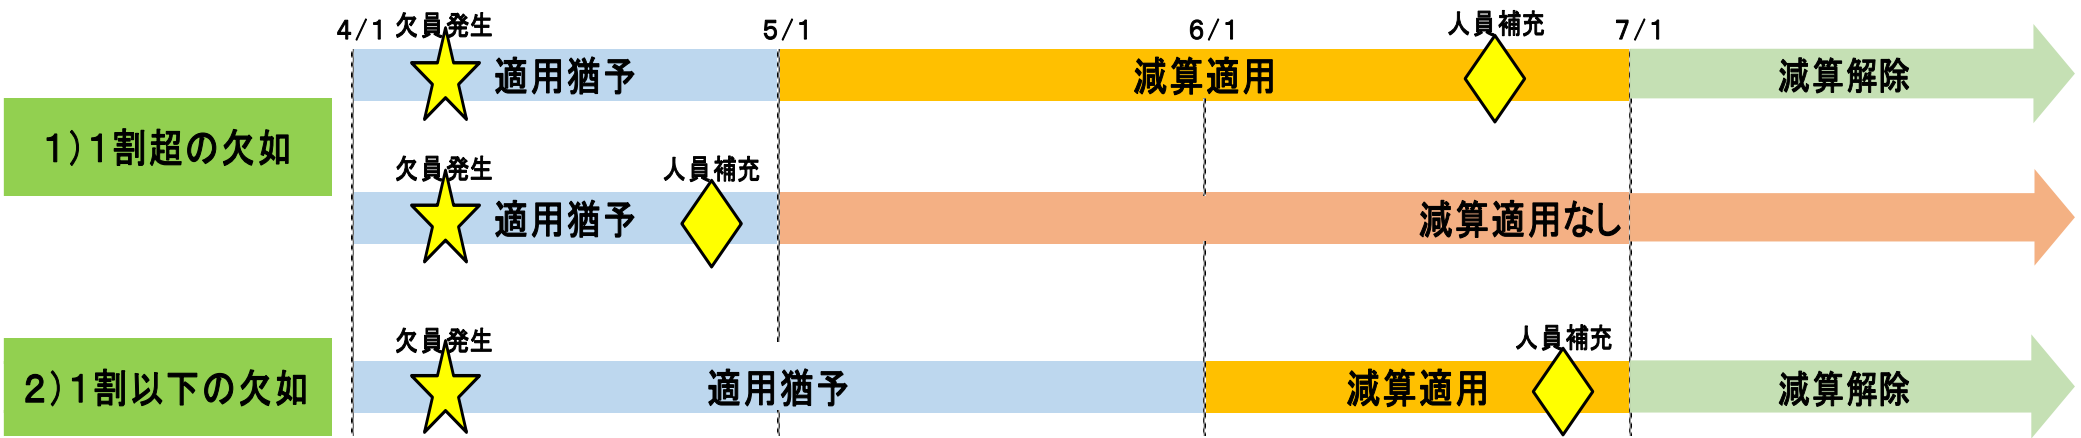 4/1 欠員発生 5/1 6/1 人員補充 7/1
適用猶予 減算適用 減算解除
1)1割超の欠如
欠員発生 人員補充
適用猶予 減算適用なし
欠員発生 人員補充
2)1割以下の欠如 適用猶予 減算適用 減算解除